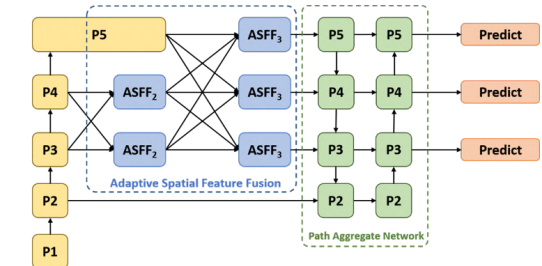 P5 ASFF₃ P5 P5 Predict
P4 ASFF₂ ASFF₃ P4 P4 Predict
P3 ASFF₂ ASFF₃ P3 P3 Predict
Adaptive Spatial Feature Fusion
P2 P2 P2
Path Aggregate Network
P1